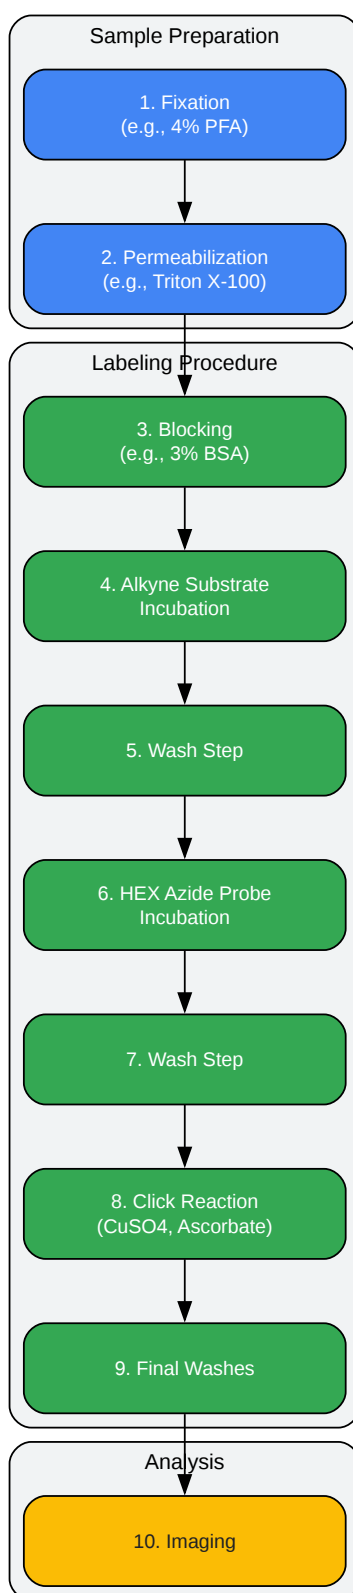 Sample Preparation
1. Fixation
(e.g., 4% PFA)
2. Permeabilization
(e.g., Triton X-100)
Labeling Procedure
3. Blocking
(e.g., 3% BSA)
4. Alkyne Substrate
Incubation
5. Wash Step
6. HEX Azide Probe
Incubation
7. Wash Step
8. Click Reaction
(CuSO4, Ascorbate)
9. Final Washes
Analysis
10. Imaging